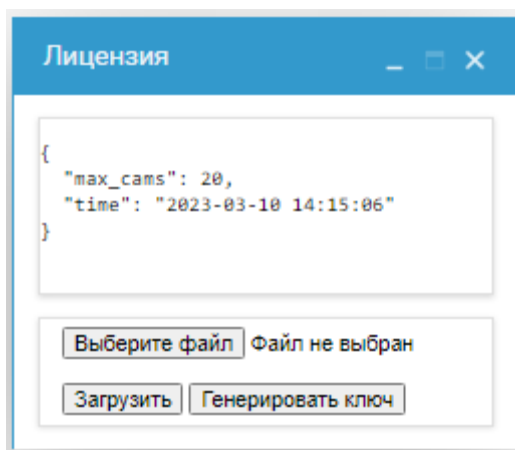 Лицензия
{
"max_cams": 20,
"time": "2023-03-10 14:15:06"
}
Выберите файл Файл не выбран
Загрузить Генерировать ключ